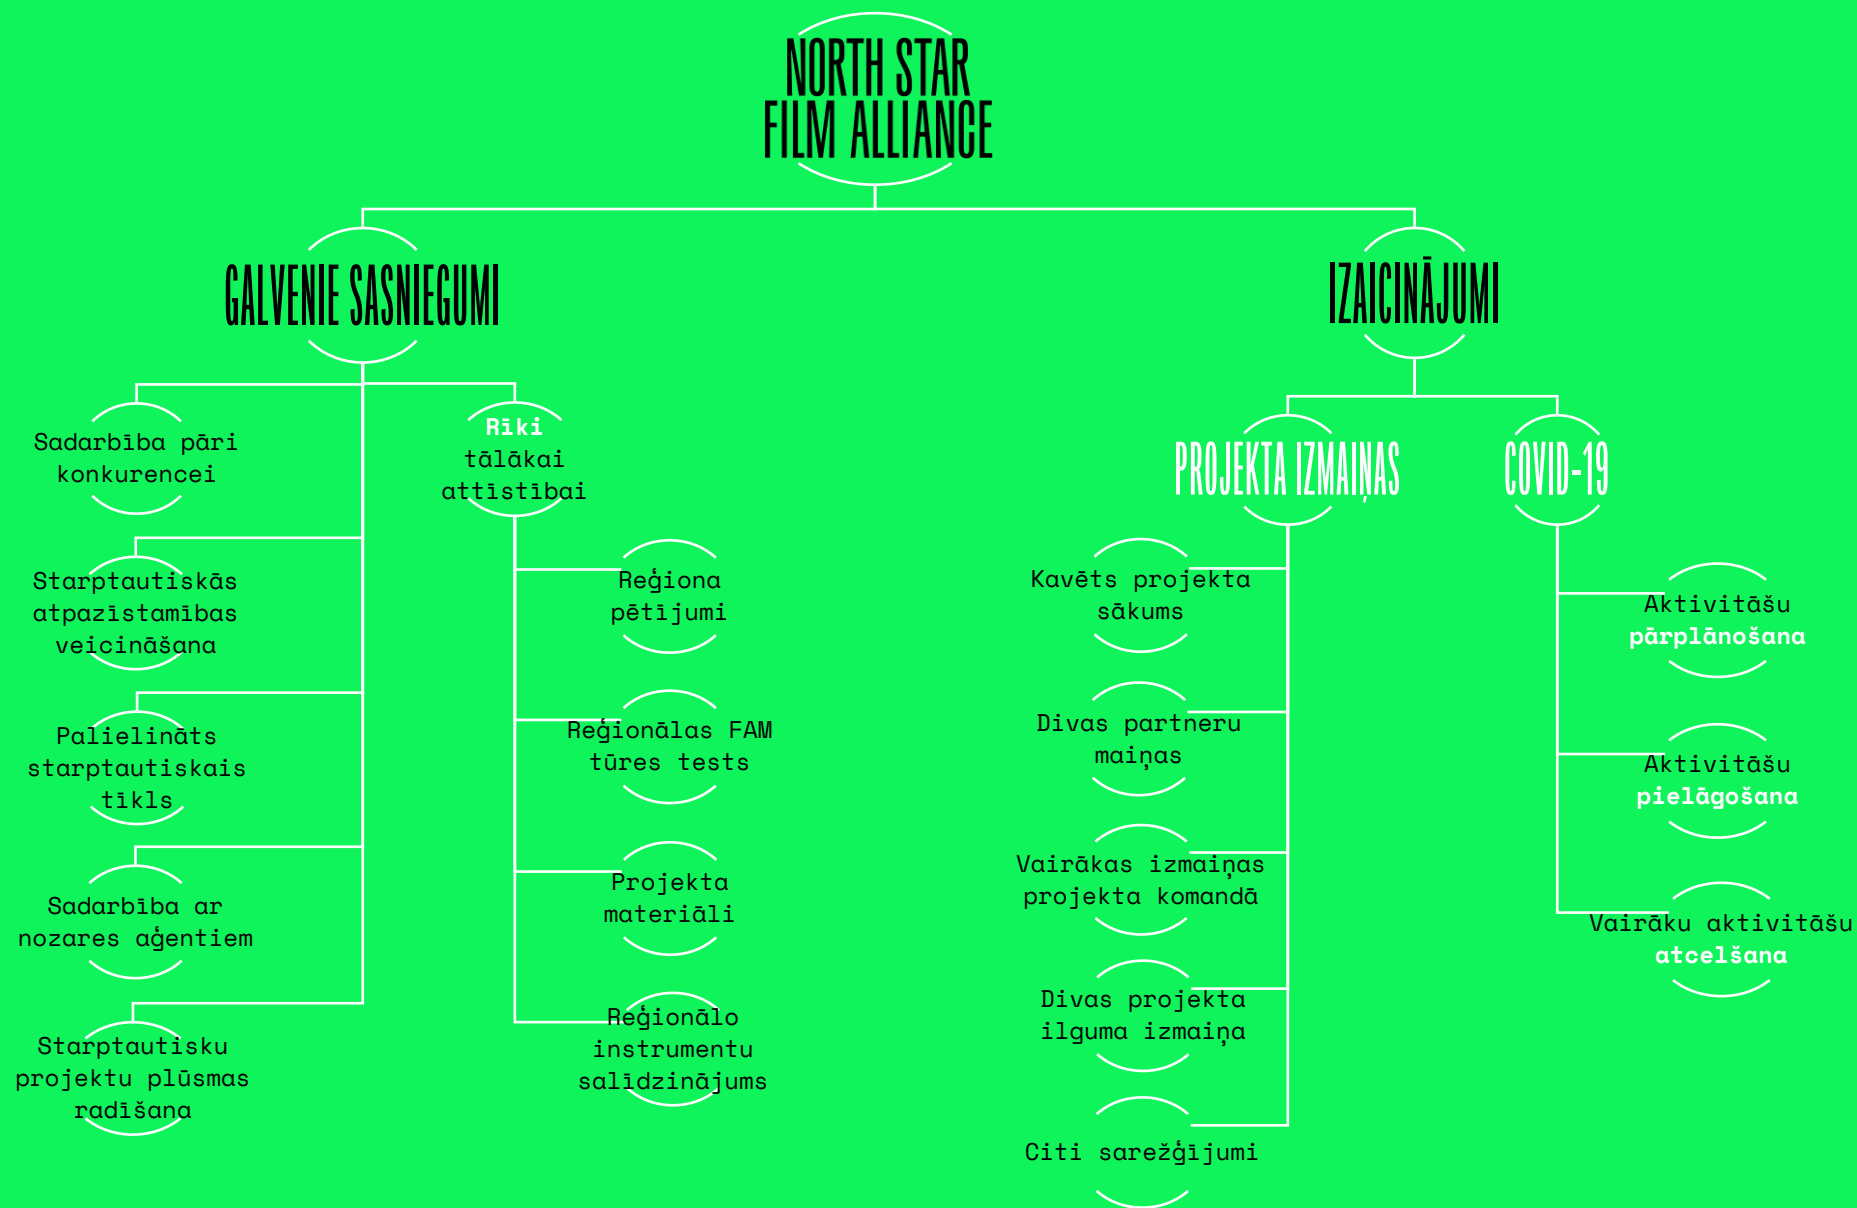 NORTH STAR
FILM ALLIANCE
GALVENIE SASNIEGUMI
Sadarbība pāri
konkurencei
Starptautiskās
atpazīstamības
veicināšana
Palielināts
starptautiskais
tīkls
Sadarbība ar
nozares aģentiem
Starptautisku
projektu plūsmas
radīšana
Rīki
tālākai
attīstībai
Reģiona
pētījumi
Reģionālas FAM
tūres tests
Projekta
materiāli
Reģionālo
instrumentu
salīdzinājums
IZAICINĀJUMI
PROJEKTA IZMAIŅAS
Kavēts projekta
sākums
Divas partneru
maiņas
Vairākas izmaiņas
projekta komandā
Divas projekta
ilguma izmaiņa
Citi sarežģījumi
COVID-19
Aktivitāšu
pārplānošana
Aktivitāšu
pielāgošana
Vairāku aktivitāšu
atcelšana